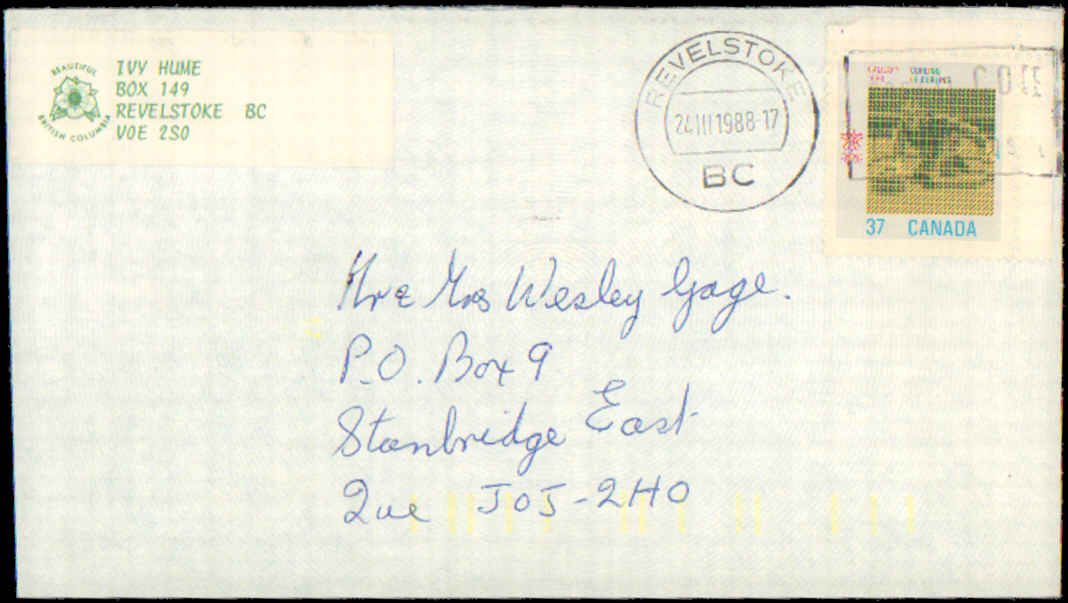 BEAUTIFUL
BRITISH COLUMBIA
IVY HUME
BOX 149
REVELSTOKE BC
V0E 2S0
REVELSTOKE
24 III 1988-17
BC
CURLING
37 CANADA
Mr & Mrs Wesley Gage.
P.O. Box 9
Stanbridge East
Que J0J-2H0